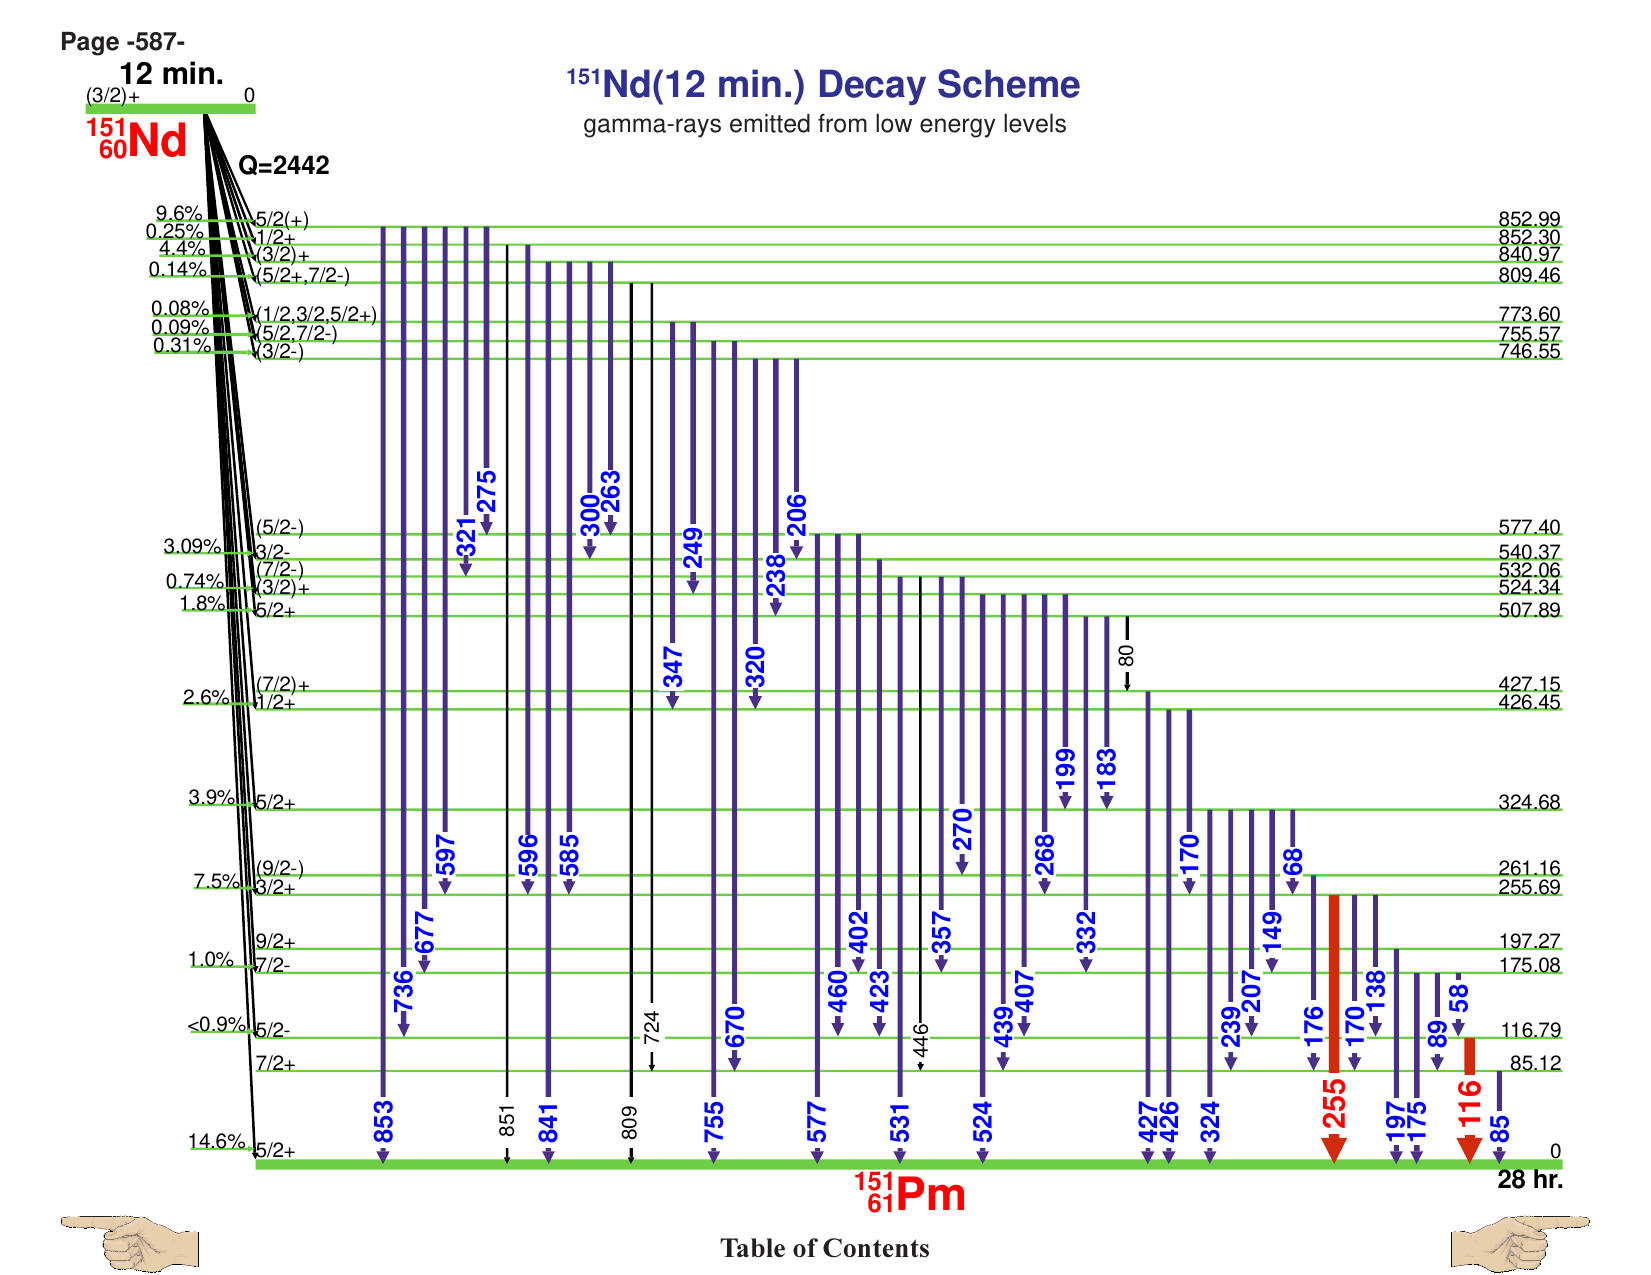 Page -587-
12 min.
(3/2)+ 0
151
60Nd
151Nd(12 min.) Decay Scheme
gamma-rays emitted from low energy levels
Q=2442
9.6% 5/2(+) 852.99
0.25% 1/2+ 852.30
4.4% (3/2)+ 840.97
0.14% (5/2+,7/2-) 809.46
0.08% (1/2,3/2,5/2+) 773.60
0.09% (5/2,7/2-) 755.57
0.31% (3/2-) 746.55
(5/2-) 577.40
3.09% 3/2- 540.37
(7/2-) 532.06
0.74% (3/2)+ 524.34
1.8% 5/2+ 507.89
(7/2)+ 427.15
2.6% 1/2+ 426.45
3.9% 5/2+ 324.68
(9/2-) 261.16
7.5% 3/2+ 255.69
9/2+ 197.27
1.0% 7/2- 175.08
<0.9% 5/2- 116.79
7/2+ 85.12
14.6% 5/2+ 0
853
736
677
597
321
275
851
596
841
585
300
263
809
724
347
249
755
670
320
238
206
577
460
402
423
531
446
357
270
524
439
407
268
199
332
183
80
427
426
170
324
239
207
149
68
176
255
170
138
197
175
89
58
116
85
28 hr.
151
61Pm
Table of Contents